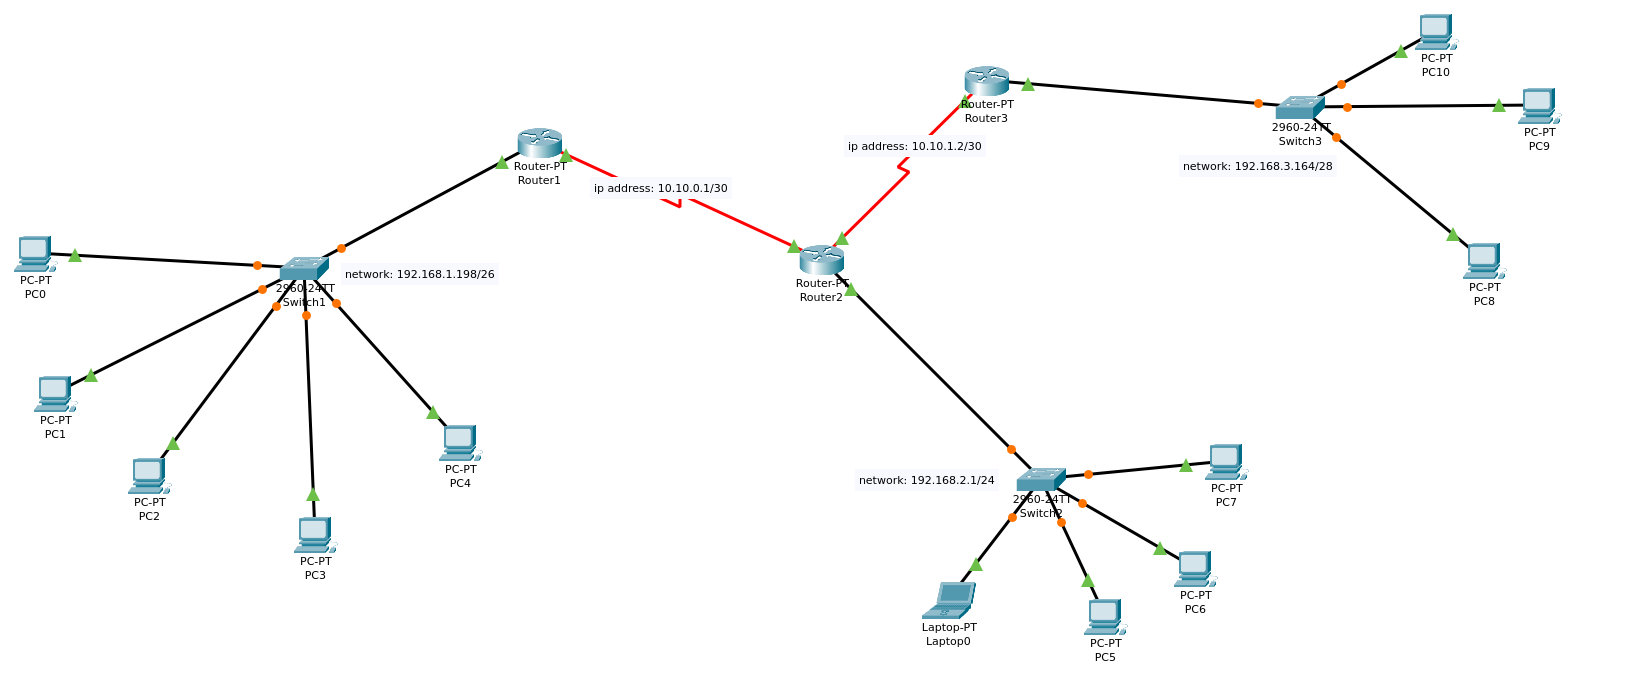 PC-PT
PC10
Router-PT
Router3
PC-PT
PC9
2960-24TT
Switch3
ip address: 10.10.1.2/30
network: 192.168.3.164/28
Router-PT
Router1
ip address: 10.10.0.1/30
PC-PT
PC0
network: 192.168.1.198/26
2960-24TT
Switch1
Router-PT
Router2
PC-PT
PC8
PC-PT
PC1
PC-PT
PC4
PC-PT
PC2
PC-PT
PC3
network: 192.168.2.1/24
2960-24TT
Switch2
PC-PT
PC7
PC-PT
PC6
Laptop-PT
Laptop0
PC-PT
PC5